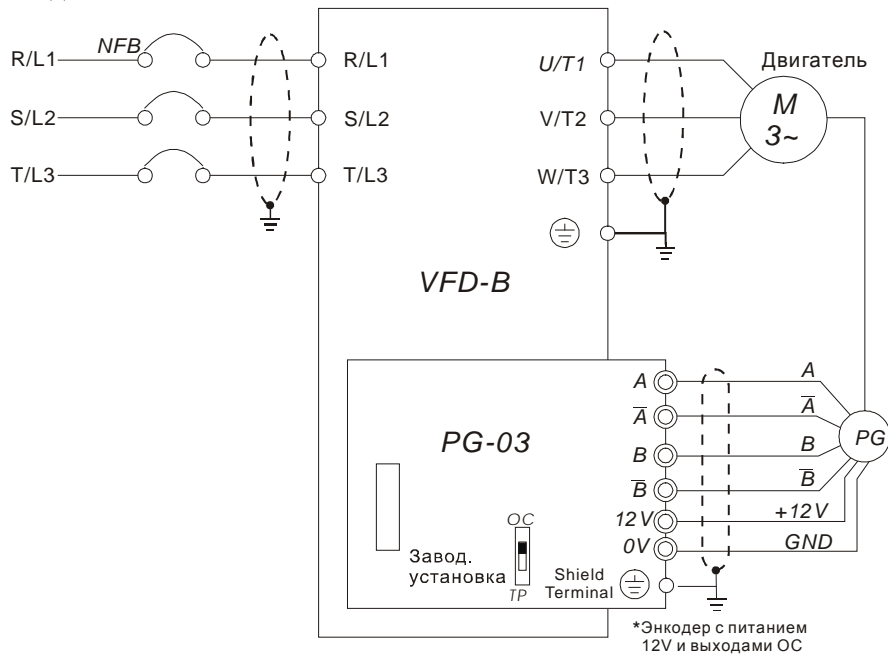 NFB
R/L1 R/L1 U/T1 Двигатель
S/L2 S/L2 V/T2 M
3~
T/L3 T/L3 W/T3
VFD-B
A A
A̅ A̅
PG-03 B B PG
B̅ B̅
OC 12V +12V
0V GND
Завод.
установка
TP
Shield
Terminal
*Энкодер с питанием
12V и выходами ОС